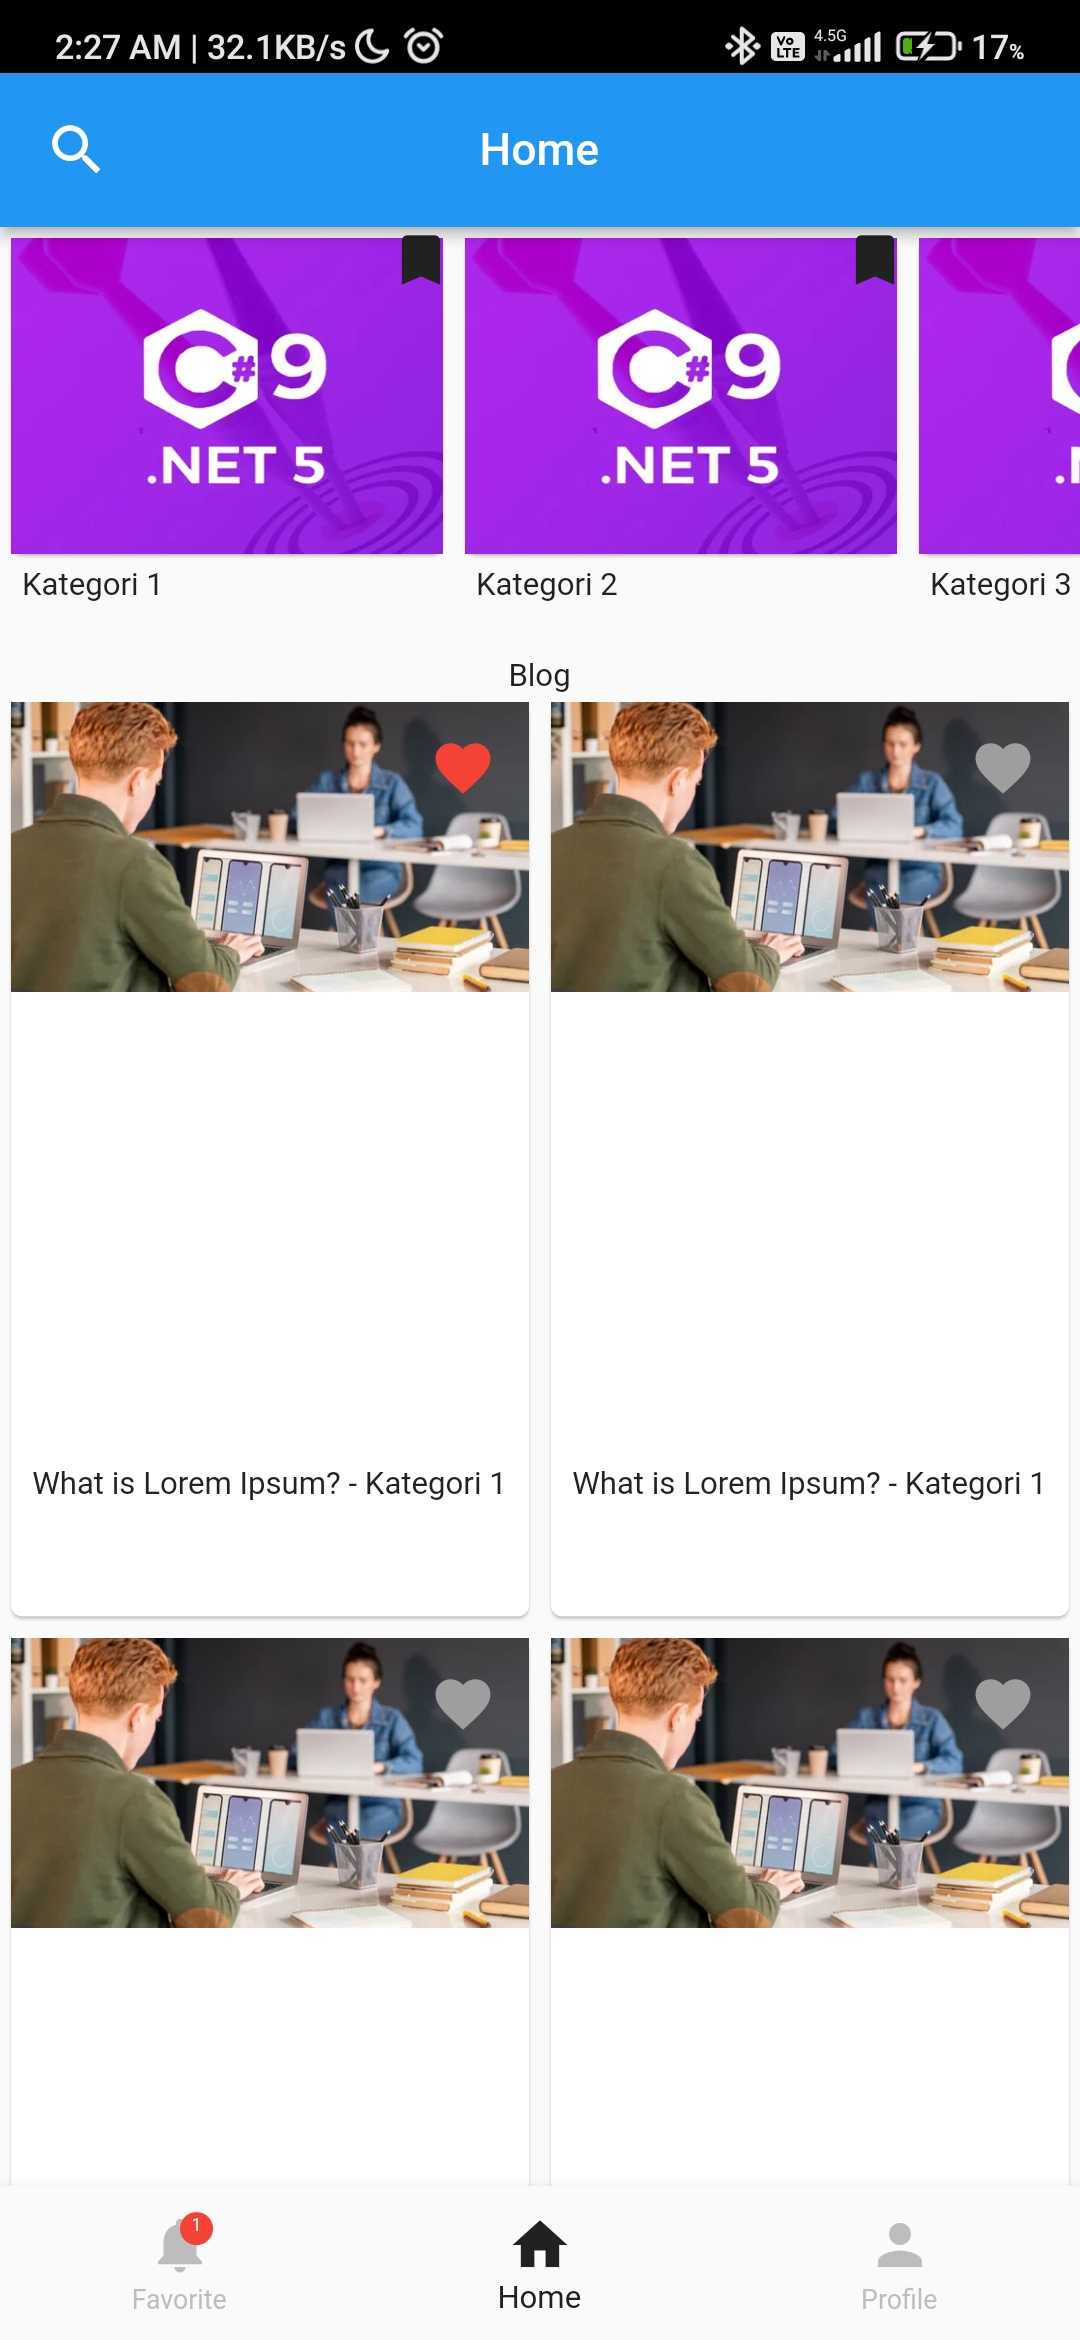 2:27 AM | 32.1KB/s
Vo LTE
4.5G
17%
Home
C# 9
.NET 5
C# 9
.NET 5
Kategori 1
Kategori 2
Kategori 3
Blog
What is Lorem Ipsum? - Kategori 1
What is Lorem Ipsum? - Kategori 1
1
Favorite
Home
Profile